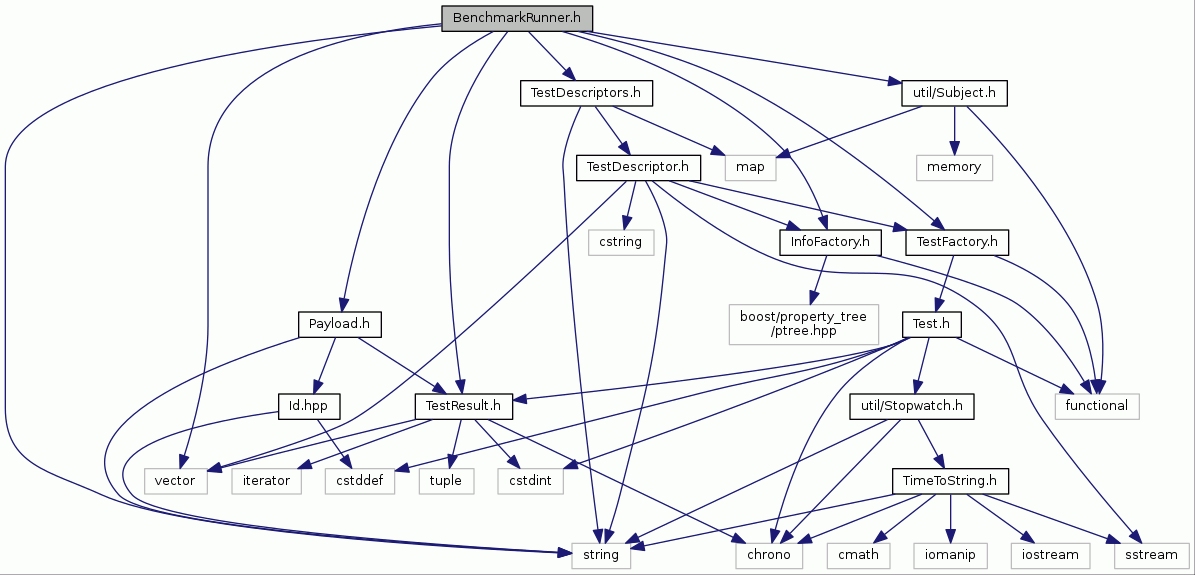 BenchmarkRunner.h
TestDescriptors.h
util/Subject.h
TestDescriptor.h
map
memory
cstring
InfoFactory.h
TestFactory.h
Payload.h
boost/property_tree
/ptree.hpp
Test.h
Id.hpp
TestResult.h
util/Stopwatch.h
functional
vector
iterator
cstddef
tuple
cstdint
TimeToString.h
string
chrono
cmath
iomanip
iostream
sstream